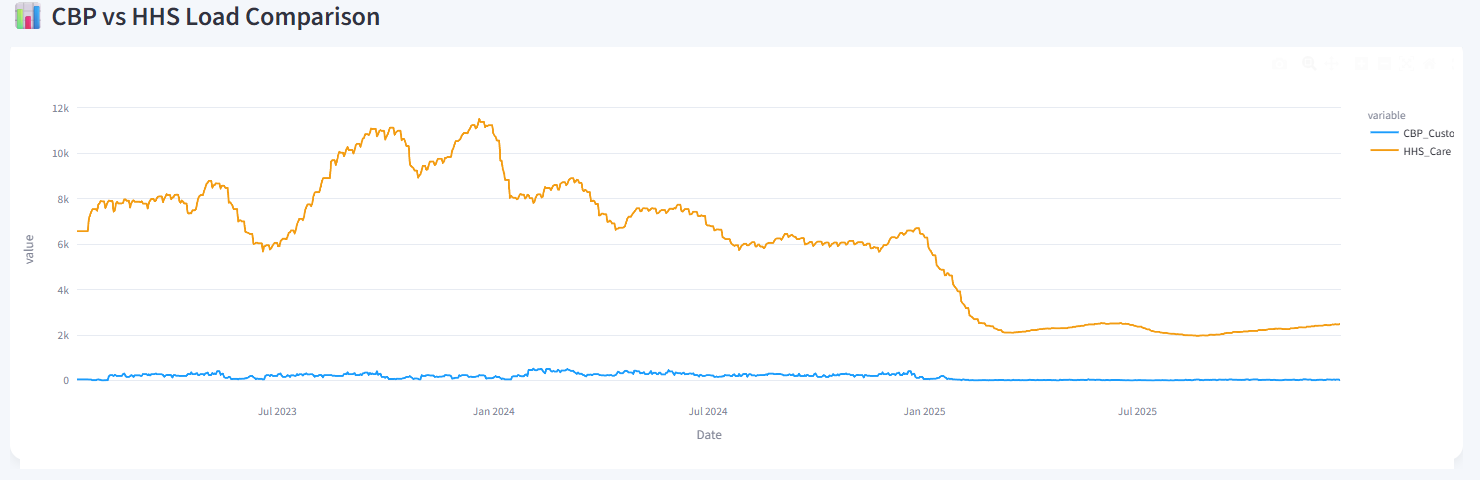 CBP vs HHS Load Comparison
12k
10k
8k
6k
4k
2k
0
value
Jul 2023
Jan 2024
Jul 2024
Jan 2025
Jul 2025
Date
variable
CBP_Custo
HHS_Care